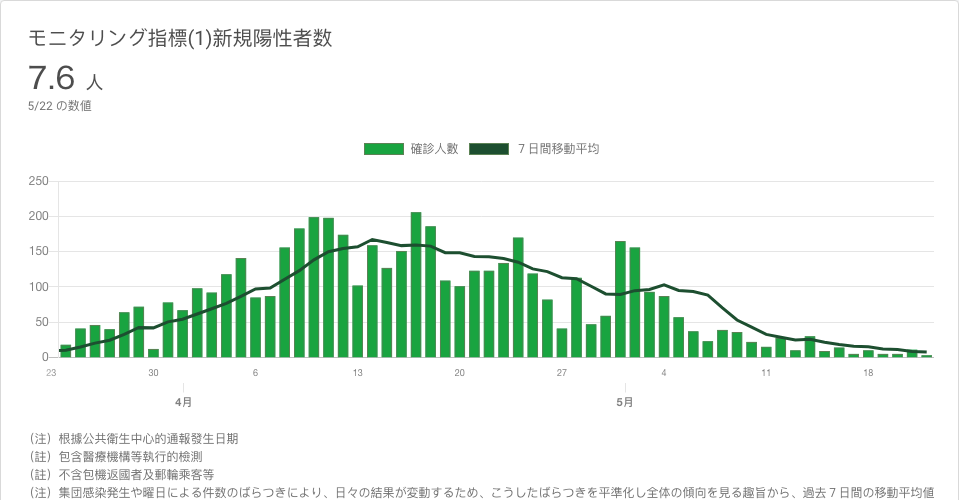 モニタリング指標(1)新規陽性者数
7.6 人
5/22 の数値
確診人數 7 日間移動平均
250
200
150
100
50
0
23 30 6 13 20 27 4 11 18
4月 5月
（注）根據公共衛生中心的通報發生日期
（註）包含醫療機構等執行的檢測
（註）不含包機返國者及郵輪乘客等
（注）集団感染発生や曜日による件数のばらつきにより、日々の結果が変動するため、こうしたばらつきを平準化し全体の傾向を見る趣旨から、過去７日間の移動平均値